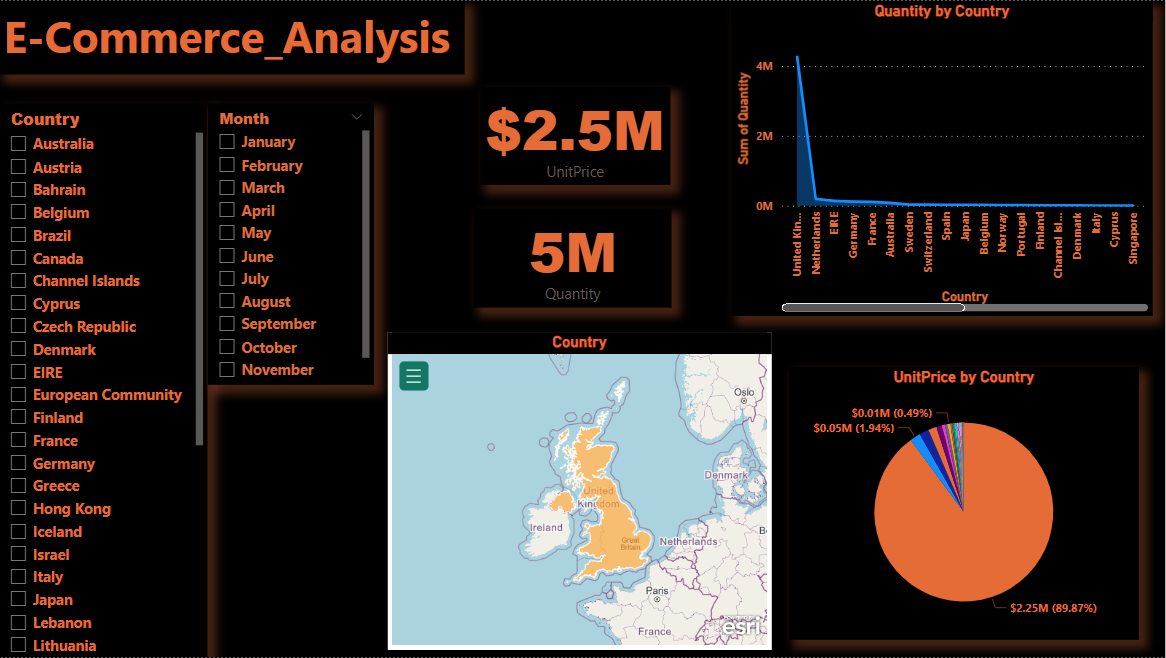 E-Commerce_Analysis
Country
Australia
Austria
Bahrain
Belgium
Brazil
Canada
Channel Islands
Cyprus
Czech Republic
Denmark
EIRE
European Community
Finland
France
Germany
Greece
Hong Kong
Iceland
Israel
Italy
Japan
Lebanon
Lithuania
Month
January
February
March
April
May
June
July
August
September
October
November
$2.5M
UnitPrice
5M
Quantity
Quantity by Country
Sum of Quantity
4M
2M
0M
United Kin...
Netherlands
EIRE
Germany
France
Australia
Sweden
Switzerland
Spain
Japan
Belgium
Norway
Portugal
Finland
Channel Isl...
Denmark
Italy
Cyprus
Singapore
Country
Country
Oslo
Denmark
United
Kingdom
Ireland
Great
Britain
Netherlands
Be
Paris
France
esri
UnitPrice by Country
$0.01M (0.49%)
$0.05M (1.94%)
$2.25M (89.87%)